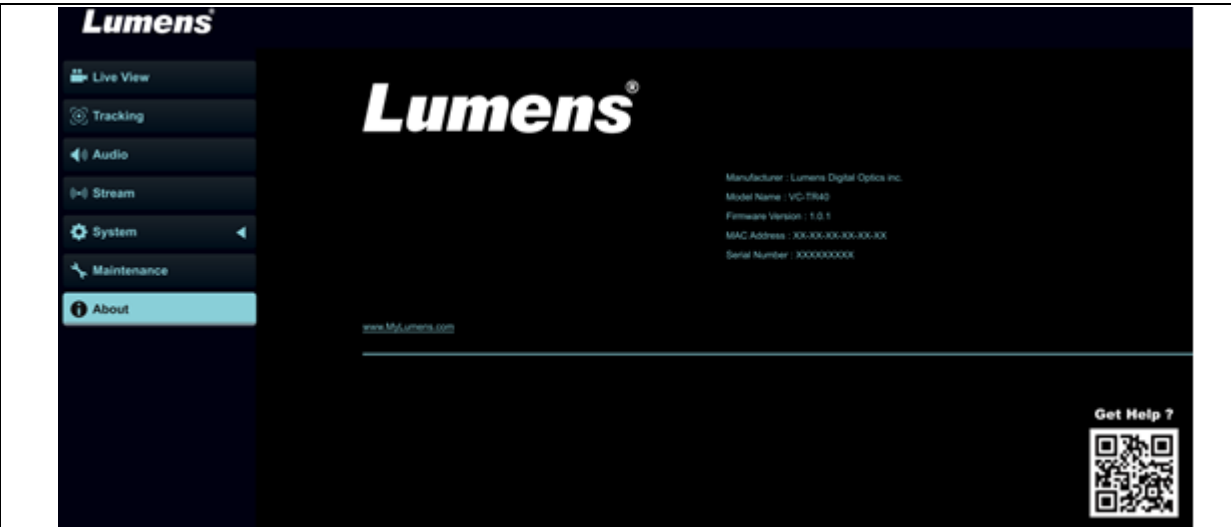 Lumens
Live View
Tracking
Audio
Stream
System
Maintenance
About
Lumens®
Manufacturer : Lumens Digital Optics inc.
Model Name : VC-TR40
Firmware Version : 1.0.1
MAC Address : XX-XX-XX-XX-XX-XX
Serial Number : XXXXXXXXXX
www.MyLumens.com
Get Help ?